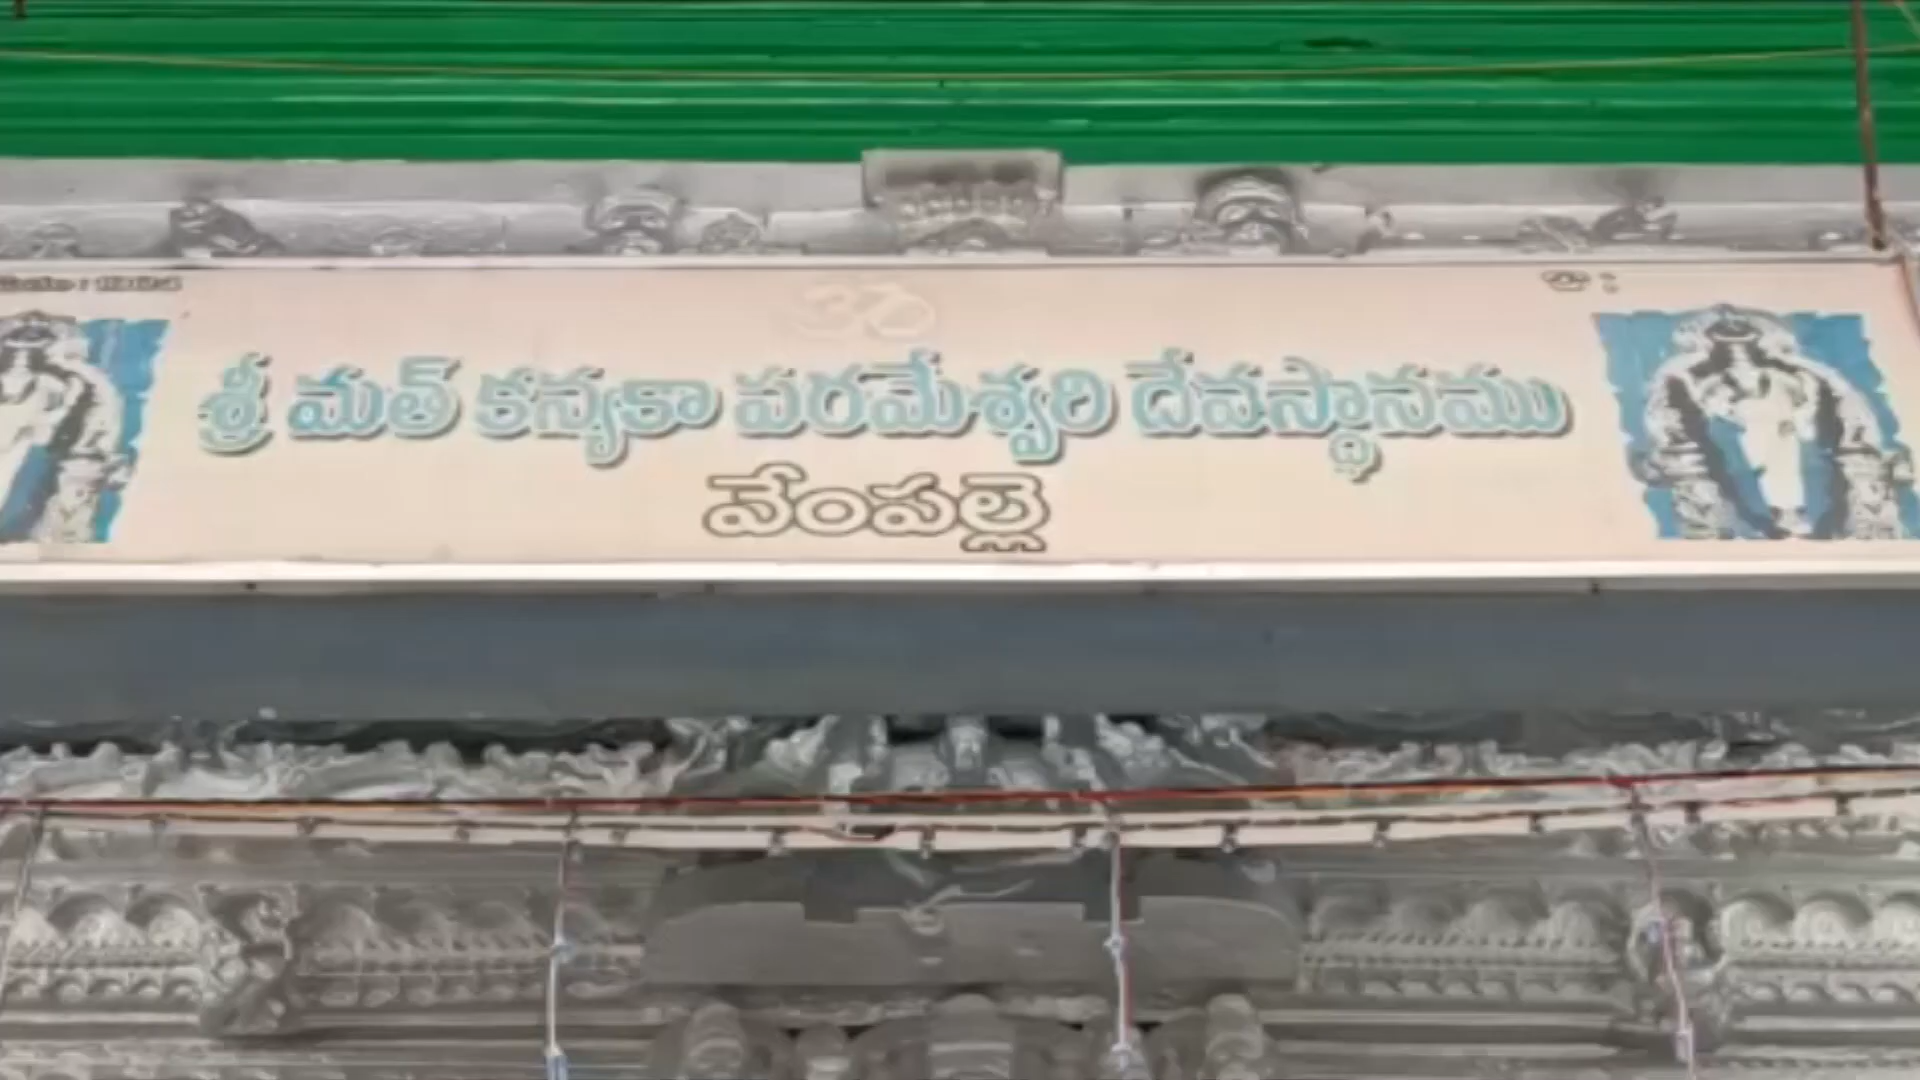 ॐ
శ్రీ మత్ కన్యకా పరమేశ్వరి దేవస్థానము
వేంపల్లె